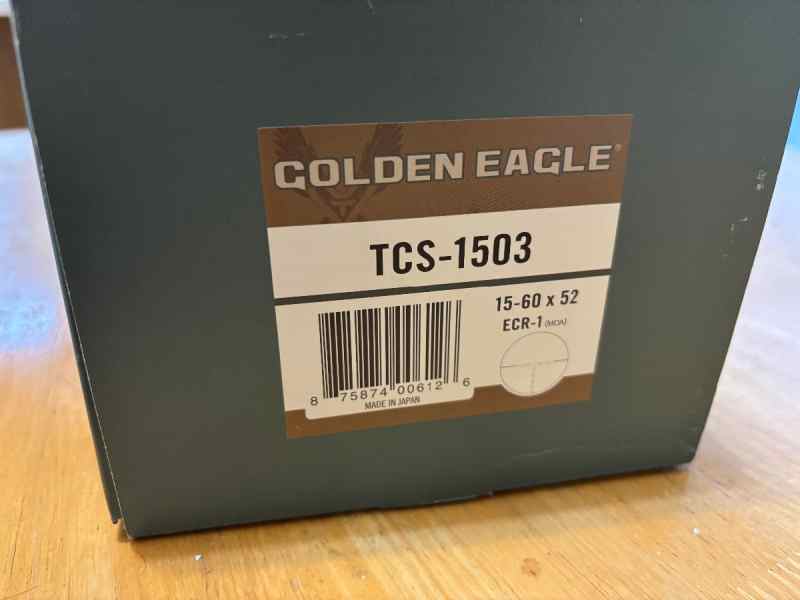 GOLDEN EAGLE®
TCS-1503
15-60 x 52
ECR-1 (MOA)
8 75874 00612 6
MADE IN JAPAN